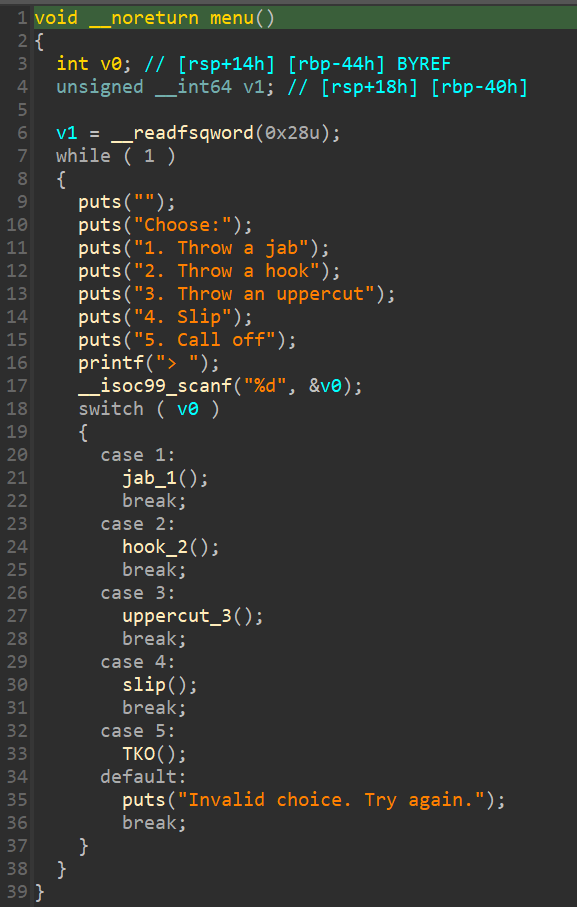 1 void __noreturn menu()
2 {
3   int v0; // [rsp+14h] [rbp-44h] BYREF
4   unsigned __int64 v1; // [rsp+18h] [rbp-40h]
5
6   v1 = __readfsqword(0x28u);
7   while ( 1 )
8   {
9     puts("");
10     puts("Choose:");
11     puts("1. Throw a jab");
12     puts("2. Throw a hook");
13     puts("3. Throw an uppercut");
14     puts("4. Slip");
15     puts("5. Call off");
16     printf("> ");
17     __isoc99_scanf("%d", &v0);
18     switch ( v0 )
19     {
20       case 1:
21         jab_1();
22         break;
23       case 2:
24         hook_2();
25         break;
26       case 3:
27         uppercut_3();
28         break;
29       case 4:
30         slip();
31         break;
32       case 5:
33         TKO();
34       default:
35         puts("Invalid choice. Try again.");
36         break;
37     }
38   }
39 }